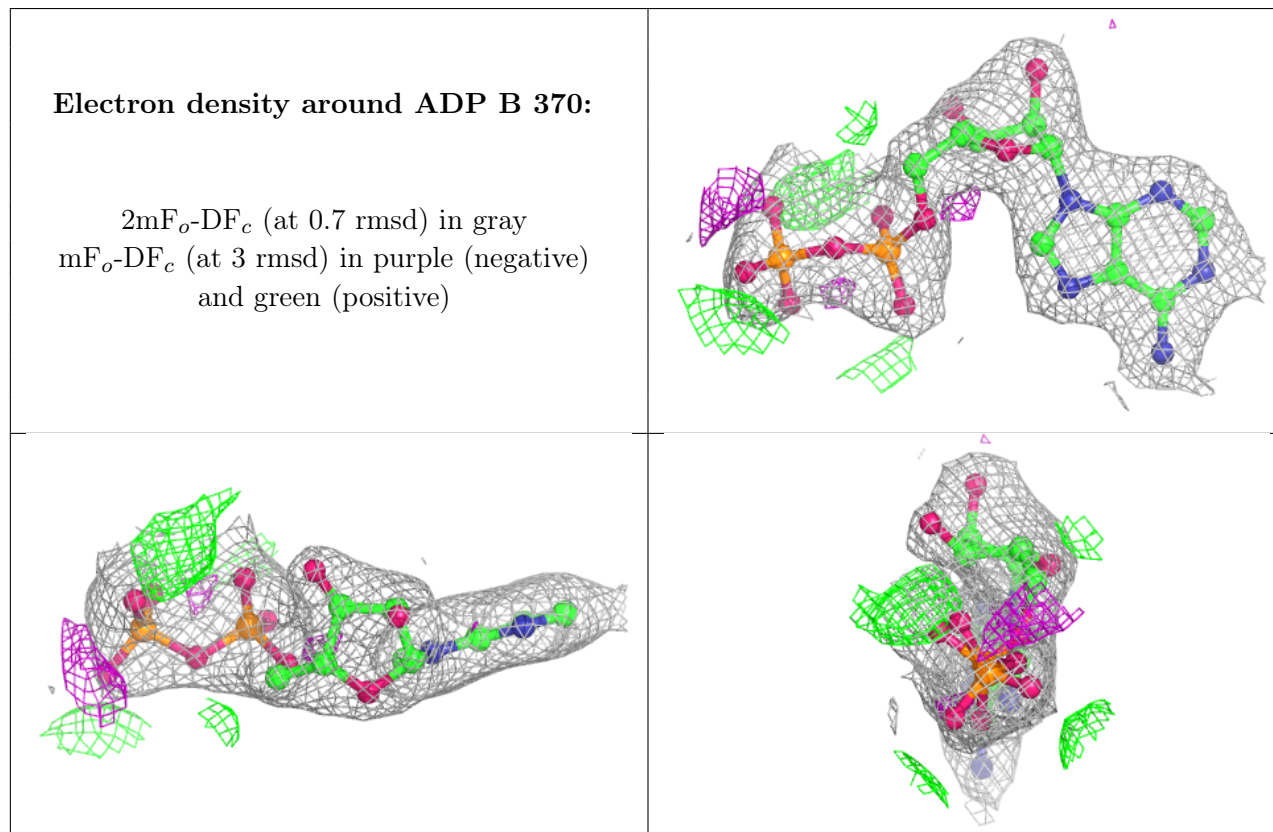 Electron density around ADP B 370:
2mFo-DFc (at 0.7 rmsd) in gray
mFo-DFc (at 3 rmsd) in purple (negative)
and green (positive)